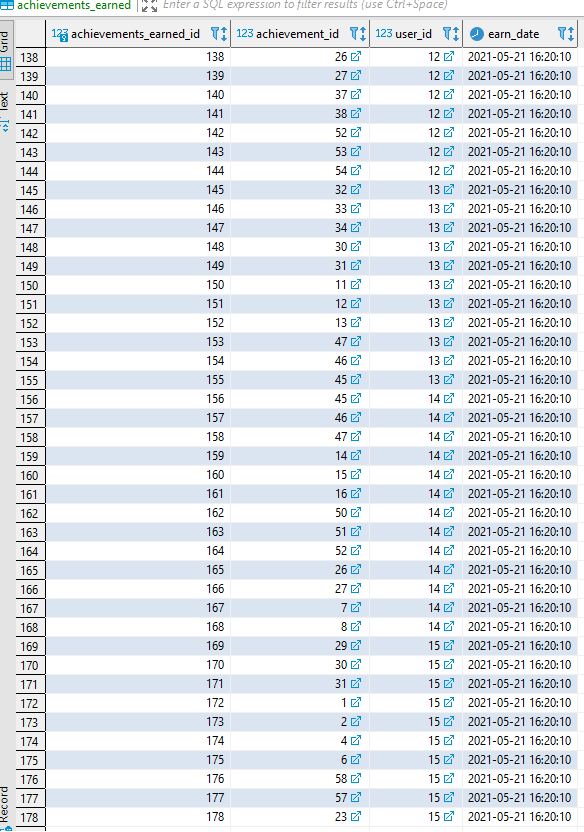 achievements_earned Enter a SQL expression to filter results (use Ctrl+Space)
Grid
Text
Record
123 achievements_earned_id 123 achievement_id 123 user_id earn_date
138 138 26 12 2021-05-21 16:20:10
139 139 27 12 2021-05-21 16:20:10
140 140 37 12 2021-05-21 16:20:10
141 141 38 12 2021-05-21 16:20:10
142 142 52 12 2021-05-21 16:20:10
143 143 53 12 2021-05-21 16:20:10
144 144 54 12 2021-05-21 16:20:10
145 145 32 13 2021-05-21 16:20:10
146 146 33 13 2021-05-21 16:20:10
147 147 34 13 2021-05-21 16:20:10
148 148 30 13 2021-05-21 16:20:10
149 149 31 13 2021-05-21 16:20:10
150 150 11 13 2021-05-21 16:20:10
151 151 12 13 2021-05-21 16:20:10
152 152 13 13 2021-05-21 16:20:10
153 153 47 13 2021-05-21 16:20:10
154 154 46 13 2021-05-21 16:20:10
155 155 45 13 2021-05-21 16:20:10
156 156 45 14 2021-05-21 16:20:10
157 157 46 14 2021-05-21 16:20:10
158 158 47 14 2021-05-21 16:20:10
159 159 14 14 2021-05-21 16:20:10
160 160 15 14 2021-05-21 16:20:10
161 161 16 14 2021-05-21 16:20:10
162 162 50 14 2021-05-21 16:20:10
163 163 51 14 2021-05-21 16:20:10
164 164 52 14 2021-05-21 16:20:10
165 165 26 14 2021-05-21 16:20:10
166 166 27 14 2021-05-21 16:20:10
167 167 7 14 2021-05-21 16:20:10
168 168 8 14 2021-05-21 16:20:10
169 169 29 15 2021-05-21 16:20:10
170 170 30 15 2021-05-21 16:20:10
171 171 31 15 2021-05-21 16:20:10
172 172 1 15 2021-05-21 16:20:10
173 173 2 15 2021-05-21 16:20:10
174 174 4 15 2021-05-21 16:20:10
175 175 6 15 2021-05-21 16:20:10
176 176 58 15 2021-05-21 16:20:10
177 177 57 15 2021-05-21 16:20:10
178 178 23 15 2021-05-21 16:20:10